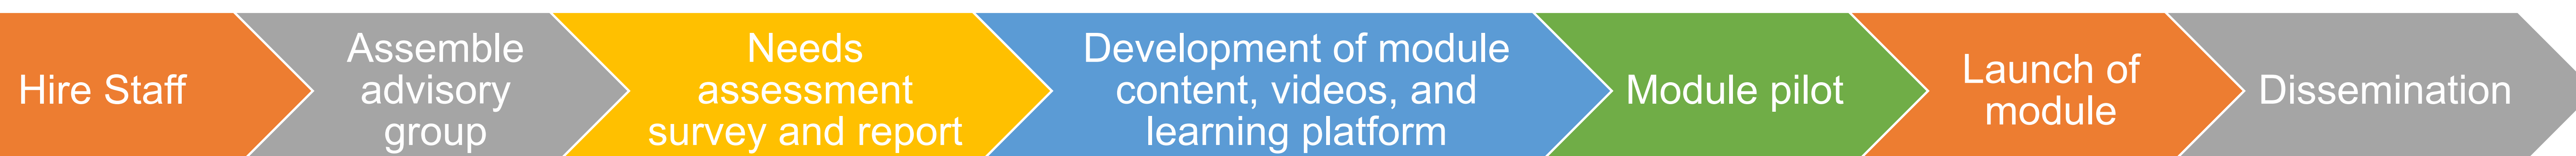 Hire Staff
Assemble
advisory
group
Needs
assessment
survey and report
Development of module
content, videos, and
learning platform
Module pilot
Launch of
module
Dissemination